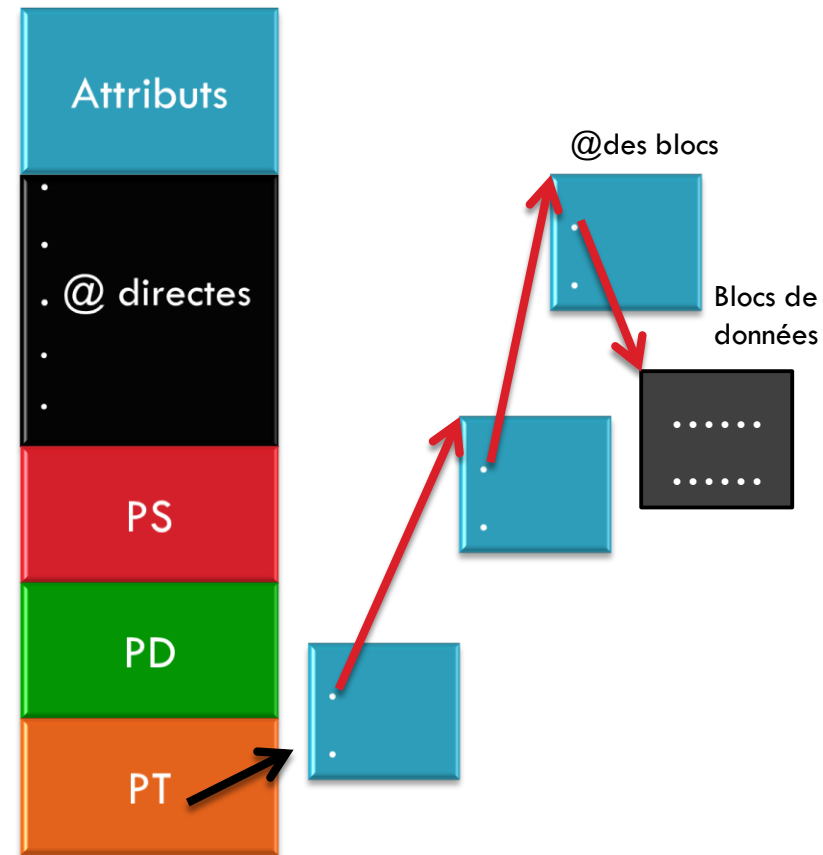 Attributs
@ directes
PS
PD
PT
@des blocs
Blocs de
données
......
......